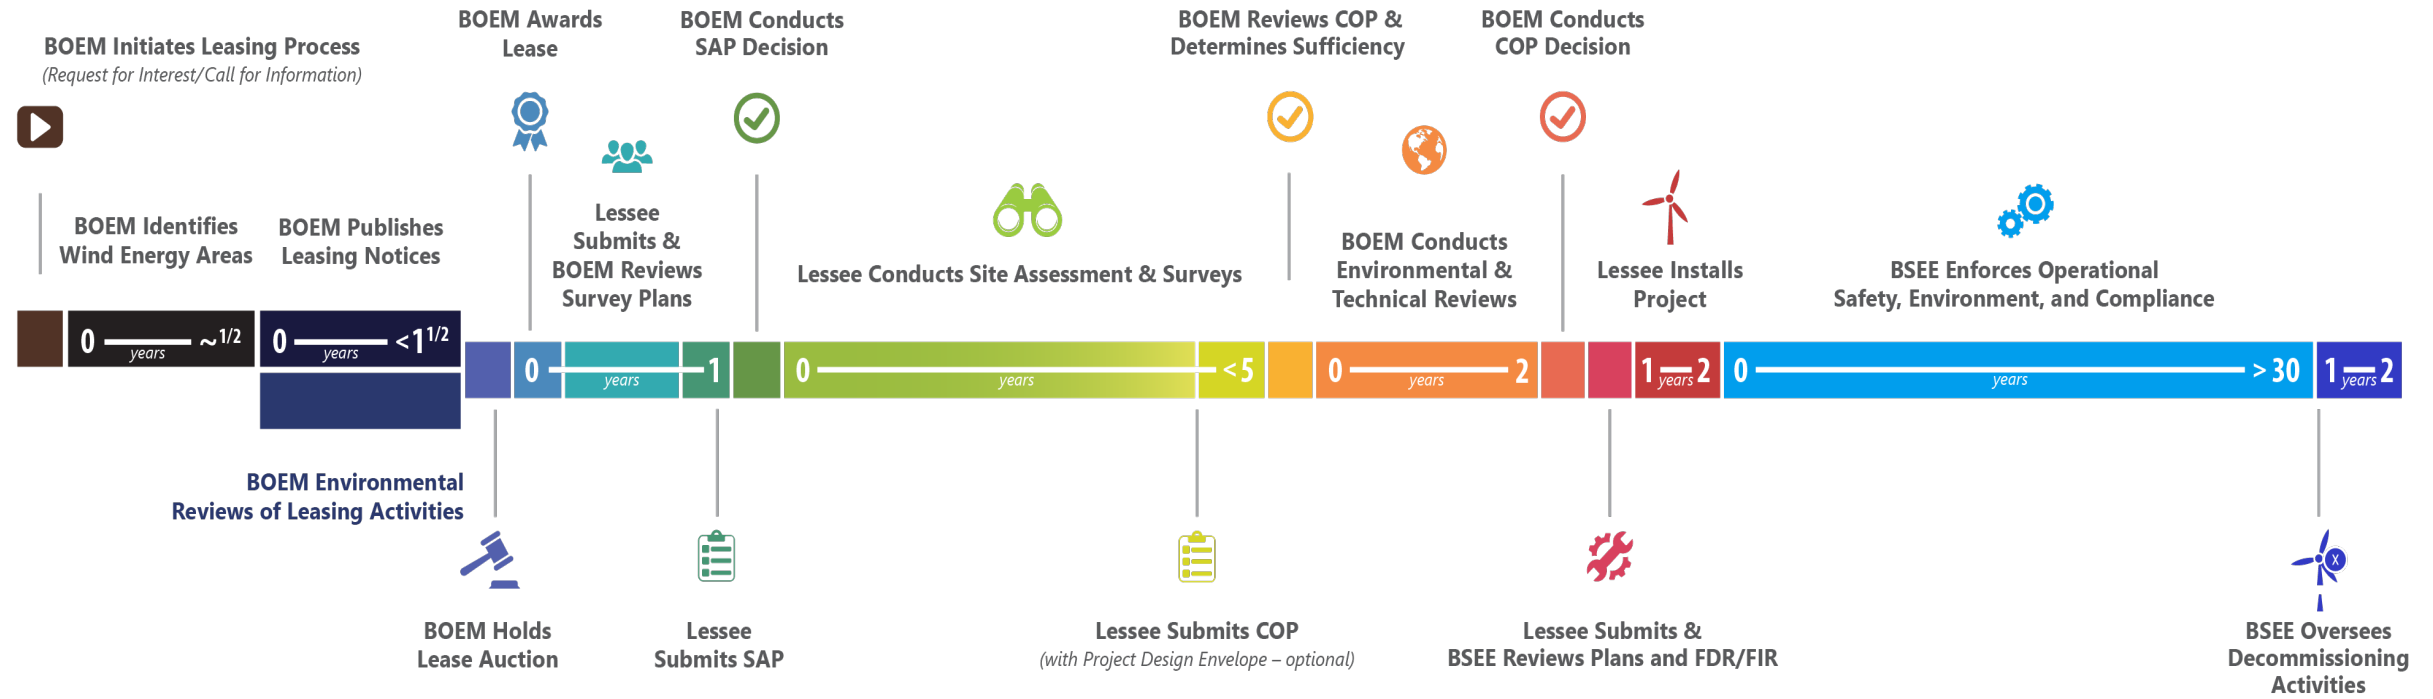 BOEM Initiates Leasing Process
(Request for Interest/Call for Information)
BOEM Awards
Lease
BOEM Conducts
SAP Decision
BOEM Reviews COP &
Determines Sufficiency
BOEM Conducts
COP Decision
BOEM Identifies
Wind Energy Areas
BOEM Publishes
Leasing Notices
Lessee
Submits &
BOEM Reviews
Survey Plans
Lessee Conducts Site Assessment & Surveys
BOEM Conducts
Environmental &
Technical Reviews
Lessee Installs
Project
BSEE Enforces Operational
Safety, Environment, and Compliance
0 years ~1/2
0 years <1 1/2
0 years 1
0 years <5
0 years 2
1 years 2
0 years > 30
1 years 2
BOEM Environmental
Reviews of Leasing Activities
BOEM Holds
Lease Auction
Lessee
Submits SAP
Lessee Submits COP
(with Project Design Envelope – optional)
Lessee Submits &
BSEE Reviews Plans and FDR/FIR
X
BSEE Oversees
Decommissioning
Activities